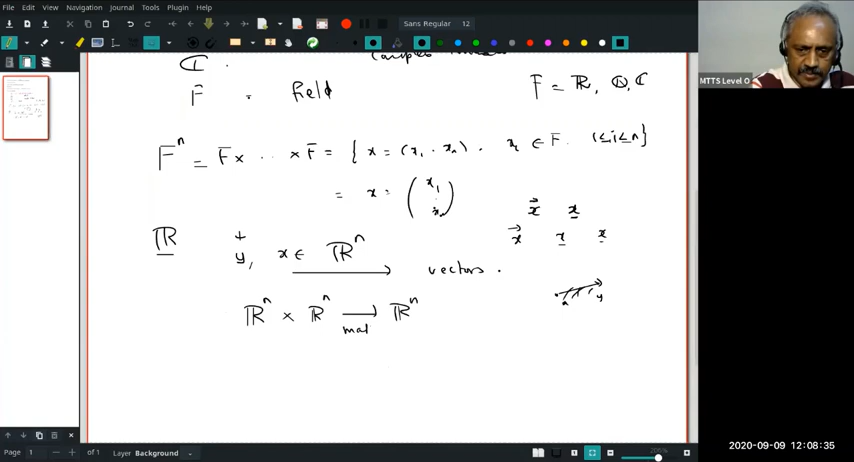 File Edit View Navigation Journal Tools Plugin Help
Sans Regular 12
ℂ .
F . field F = ℝ, ℚ, ℂ
Fⁿ = F × . . . × F = { x = (x₁ . xₙ) . xᵢ ∈ F . 1 ≤ i ≤ n }
= x = (x₁ . xₙ)
x⃗ x
ℝ + x⃗ x x
y, x ∈ ℝⁿ → vectors .
x y
ℝⁿ × ℝⁿ → ℝⁿ
MTTS Level O
2020-09-09 12:08:35
Page 1 of 1 Layer Background 200%